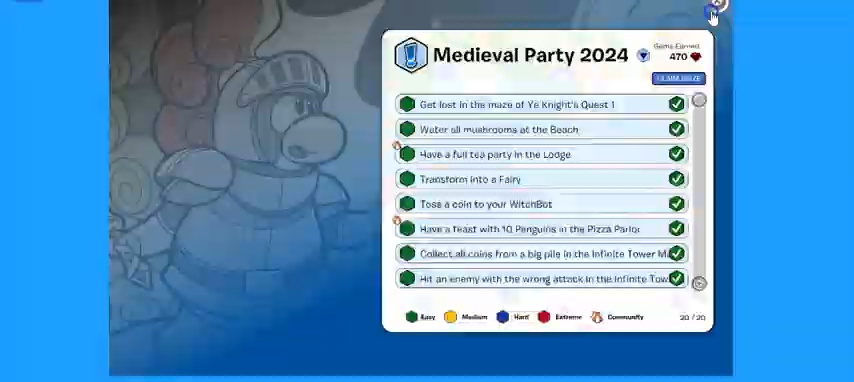 Medieval Party 2024
Gems Earned
470
CLAIM PRIZE
Get lost in the maze of Ye Knight's Quest 1
Water all mushrooms at the Beach
Have a full tea party in the Lodge
Transform into a Fairy
Toss a coin to your WitchBot
Have a feast with 10 Penguins in the Pizza Parlor
Collect all coins from a big pile in the Infinite Tower M
Hit an enemy with the wrong attack in the Infinite Tow
Easy Medium Hard Extreme Community 20 / 20